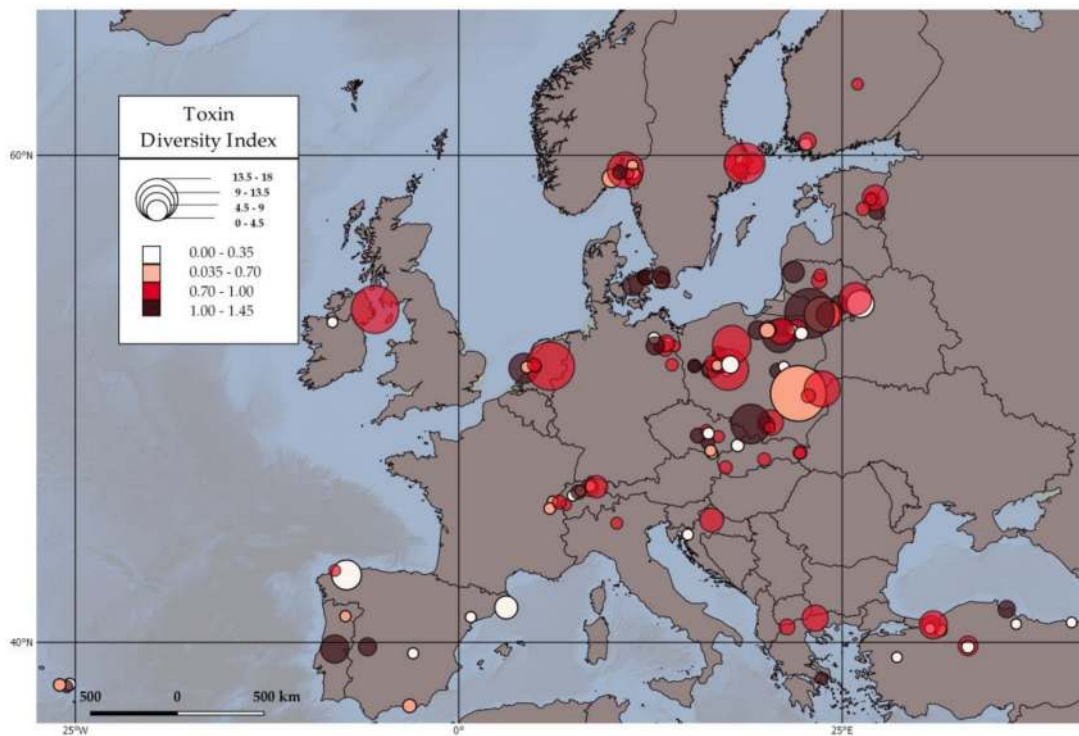 Toxin
Diversity Index
13.5 - 18
9 - 13.5
4.5 - 9
0 - 4.5
0.00 - 0.35
0.035 - 0.70
0.70 - 1.00
1.00 - 1.45
60°N
60°N
40°N
40°N
500 0 500 km
25°W 0° 25°E